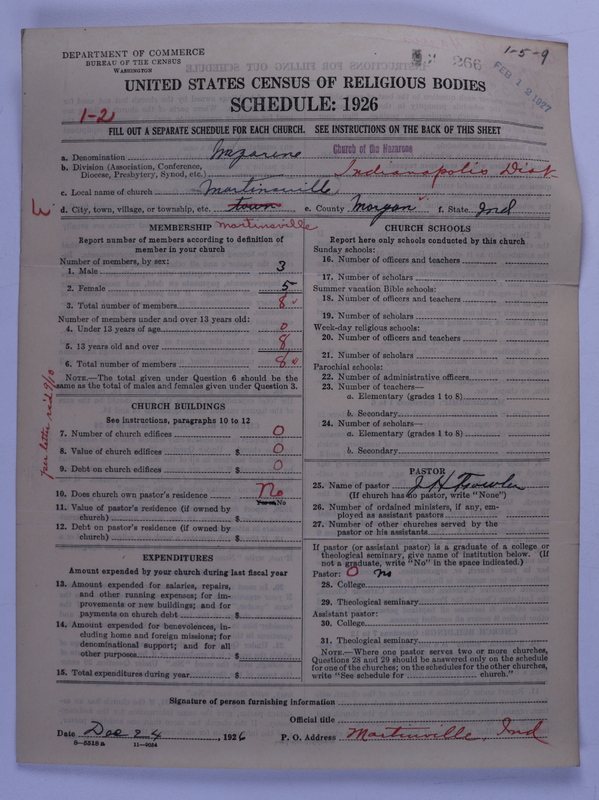 DEPARTMENT OF COMMERCE
BUREAU OF THE CENSUS
WASHINGTON
266
1-5-9
FEB 12 1927
UNITED STATES CENSUS OF RELIGIOUS BODIES
SCHEDULE: 1926
1-2
FILL OUT A SEPARATE SCHEDULE FOR EACH CHURCH. SEE INSTRUCTIONS ON THE BACK OF THIS SHEET
a. Denomination Nazarene Church of the Nazarene
b. Division (Association, Conference, Diocese, Presbytery, Synod, etc.) Indianapolis Dist
c. Local name of church Martinsville
d. City, town, village, or township, etc. town e. County Morgan f. State Ind
MEMBERSHIP Martinsville
Report number of members according to definition of
member in your church
Number of members, by sex:
1. Male 3
2. Female 5
3. Total number of members 8
Number of members under and over 13 years old:
4. Under 13 years of age 0
5. 13 years old and over 8
6. Total number of members 8
NOTE.—The total given under Question 6 should be the
same as the total of males and females given under Question 3.
per letter rec'd 9/10
CHURCH BUILDINGS
See instructions, paragraphs 10 to 12
7. Number of church edifices 0
8. Value of church edifices $ 0
9. Debt on church edifices $ 0
10. Does church own pastor's residence No
Yes or No
11. Value of pastor's residence (if owned by
church) $
12. Debt on pastor's residence (if owned by
church) $
EXPENDITURES
Amount expended by your church during last fiscal year
13. Amount expended for salaries, repairs,
and other running expenses; for im-
provements or new buildings; and for
payments on church debt $
14. Amount expended for benevolences, in-
cluding home and foreign missions; for
denominational support; and for all
other purposes $
15. Total expenditures during year $
CHURCH SCHOOLS
Report here only schools conducted by this church
Sunday schools:
16. Number of officers and teachers
17. Number of scholars
Summer vacation Bible schools:
18. Number of officers and teachers
19. Number of scholars
Week-day religious schools:
20. Number of officers and teachers
21. Number of scholars
Parochial schools:
22. Number of administrative officers
23. Number of teachers—
a. Elementary (grades 1 to 8)
b. Secondary
24. Number of scholars—
a. Elementary (grades 1 to 8)
b. Secondary
PASTOR
25. Name of pastor J H Fowler
(If church has no pastor, write "None")
26. Number of ordained ministers, if any, em-
ployed as assistant pastors
27. Number of other churches served by the
pastor or his assistants
If pastor (or assistant pastor) is a graduate of a college or
theological seminary, give name of institution below. (If
not a graduate, write "No" in the space indicated.)
Pastor: 0 no
28. College
29. Theological seminary
Assistant pastor:
30. College
31. Theological seminary
NOTE.—Where one pastor serves two or more churches,
Questions 28 and 29 should be answered only on the schedule
for one of the churches; on the schedules for the other churches,
write "See schedule for church."
Signature of person furnishing information
Official title
Date Dec 24, 1926 P. O. Address Martinville, Ind
8—5518 a 11—9054